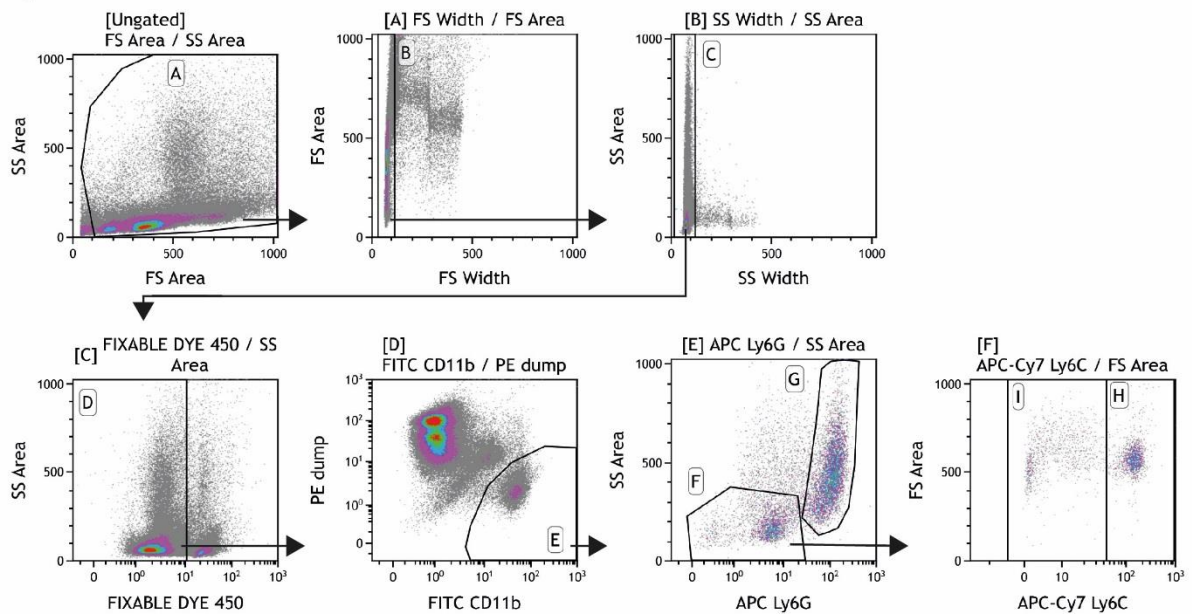 [Ungated]
FS Area / SS Area
1000
500
0
SS Area
A
0
500
1000
FS Area
[A] FS Width / FS Area
1000
500
0
FS Area
B
0
500
1000
FS Width
[B] SS Width / SS Area
1000
500
0
SS Area
C
0
500
1000
SS Width
[C] FIXABLE DYE 450 / SS
Area
1000
500
0
SS Area
D
0
10⁰
10¹
10²
10³
FIXABLE DYE 450
[D]
FITC CD11b / PE dump
10³
10²
10¹
10⁰
0
PE dump
E
0
10⁰
10¹
10²
10³
FITC CD11b
[E] APC Ly6G / SS Area
1000
500
0
SS Area
G
F
0
10⁰
10¹
10²
10³
APC Ly6G
[F]
APC-Cy7 Ly6C / FS Area
1000
500
0
FS Area
I
H
0
10²
10³
APC-Cy7 Ly6C